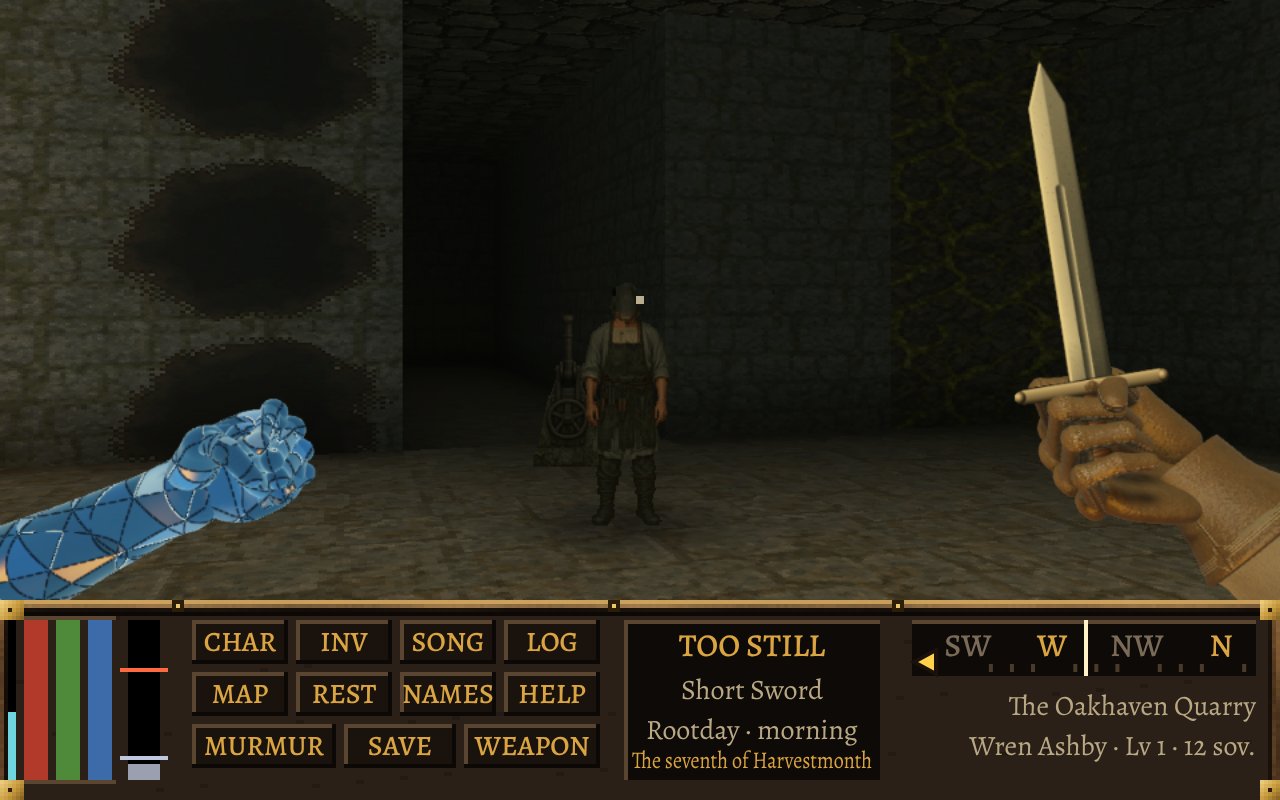 CHAR INV SONG LOG
MAP REST NAMES HELP
MURMUR SAVE WEAPON
TOO STILL
Short Sword
Rootday · morning
The seventh of Harvestmonth
SW W NW N
The Oakhaven Quarry
Wren Ashby · Lv 1 · 12 sov.